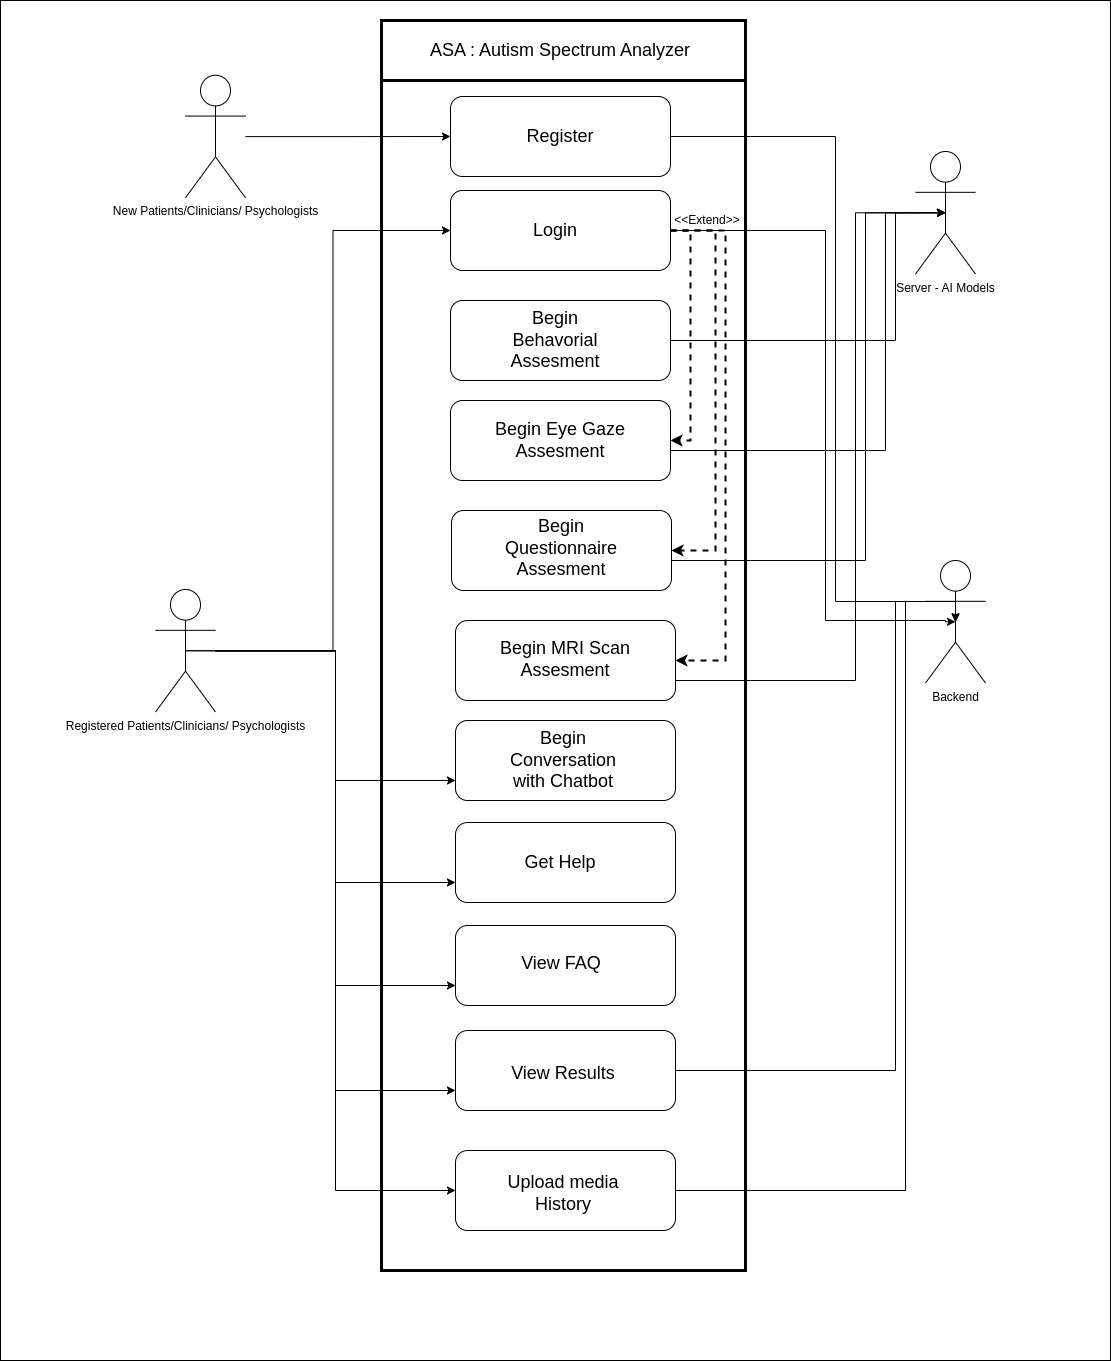 ASA : Autism Spectrum Analyzer
Register
New Patients/Clinicians/ Psychologists
<<Extend>>
Login
Server - AI Models
Begin
Behavorial
Assesment
Begin Eye Gaze
Assesment
Begin
Questionnaire
Assesment
Begin MRI Scan
Assesment
Backend
Registered Patients/Clinicians/ Psychologists
Begin
Conversation
with Chatbot
Get Help
View FAQ
View Results
Upload media
History